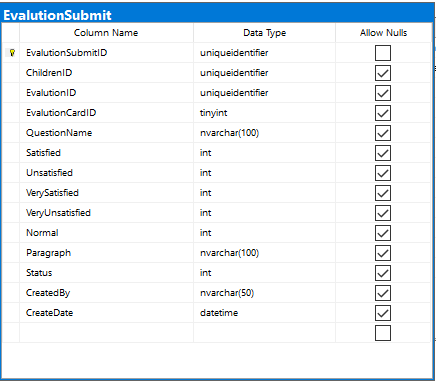 EvalutionSubmit
Column Name Data Type Allow Nulls
EvalutionSubmitID uniqueidentifier
ChildrenID uniqueidentifier
EvalutionID uniqueidentifier
EvalutionCardID tinyint
QuestionName nvarchar(100)
Satisfied int
Unsatisfied int
VerySatisfied int
VeryUnsatisfied int
Normal int
Paragraph nvarchar(100)
Status int
CreatedBy nvarchar(50)
CreateDate datetime